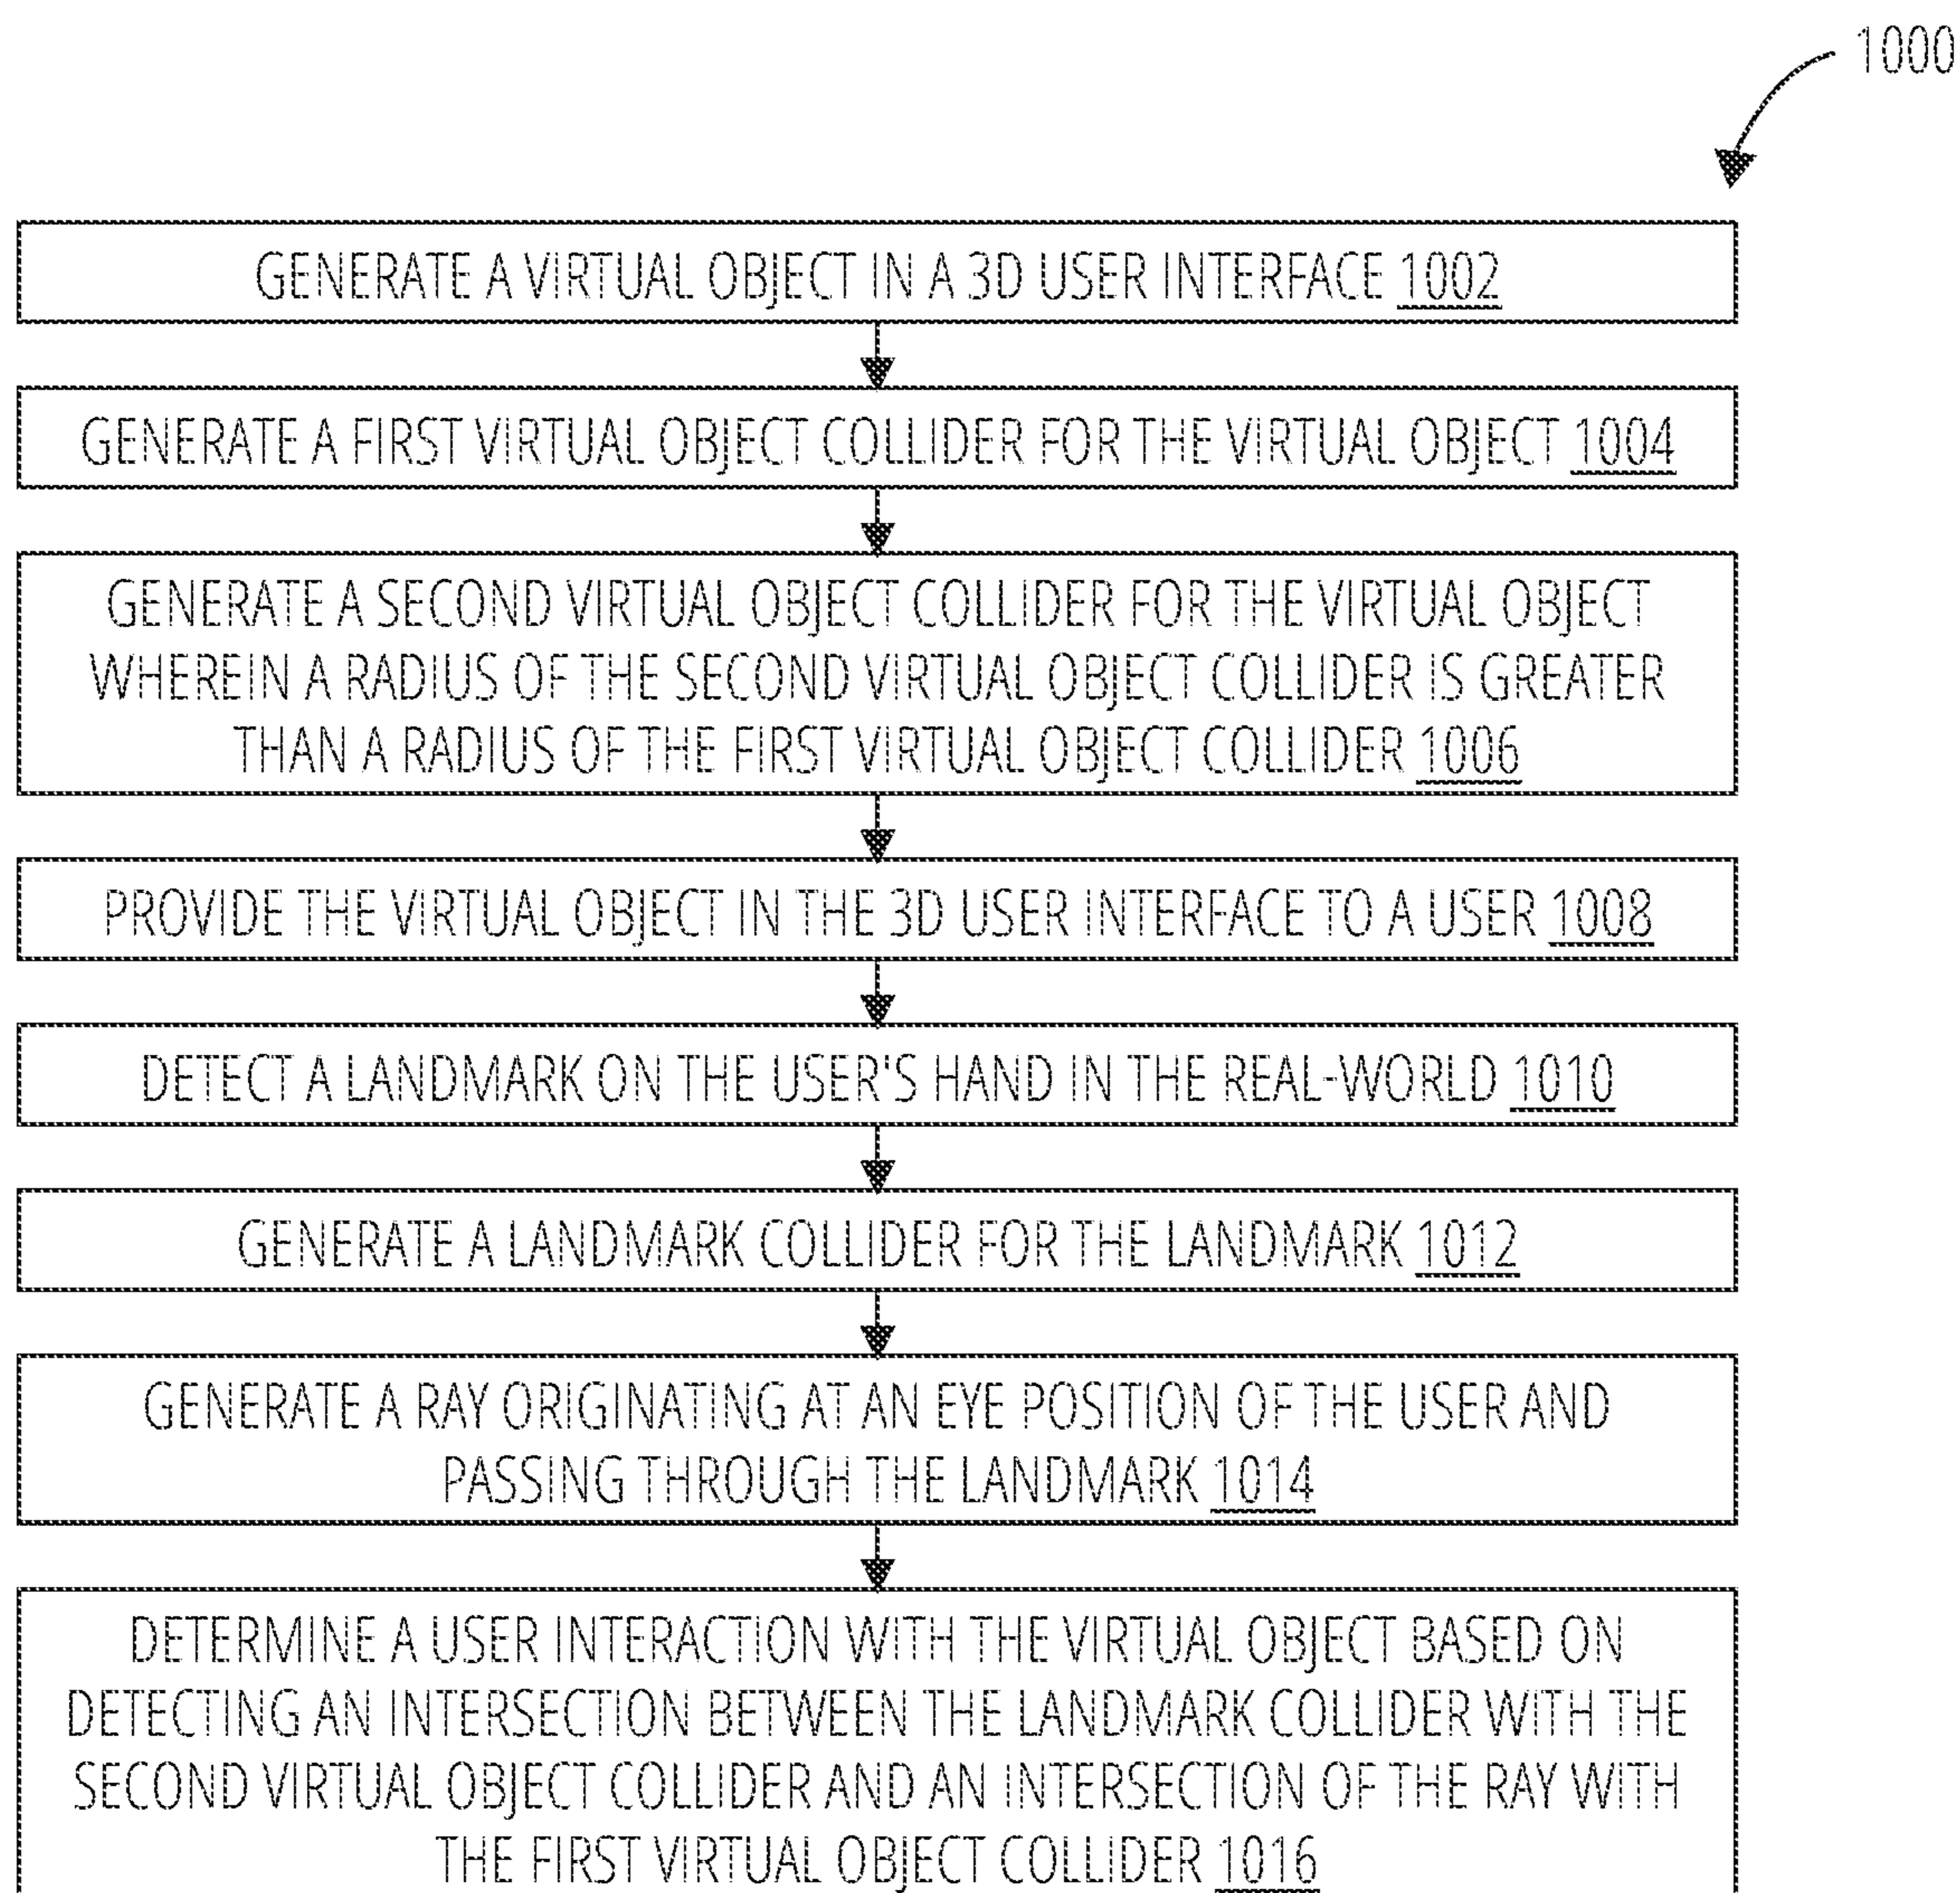 1000
GENERATE A VIRTUAL OBJECT IN A 3D USER INTERFACE 1002
GENERATE A FIRST VIRTUAL OBJECT COLLIDER FOR THE VIRTUAL OBJECT 1004
GENERATE A SECOND VIRTUAL OBJECT COLLIDER FOR THE VIRTUAL OBJECT
WHEREIN A RADIUS OF THE SECOND VIRTUAL OBJECT COLLIDER IS GREATER
THAN A RADIUS OF THE FIRST VIRTUAL OBJECT COLLIDER 1006
PROVIDE THE VIRTUAL OBJECT IN THE 3D USER INTERFACE TO A USER 1008
DETECT A LANDMARK ON THE USER'S HAND IN THE REAL-WORLD 1010
GENERATE A LANDMARK COLLIDER FOR THE LANDMARK 1012
GENERATE A RAY ORIGINATING AT AN EYE POSITION OF THE USER AND
PASSING THROUGH THE LANDMARK 1014
DETERMINE A USER INTERACTION WITH THE VIRTUAL OBJECT BASED ON
DETECTING AN INTERSECTION BETWEEN THE LANDMARK COLLIDER WITH THE
SECOND VIRTUAL OBJECT COLLIDER AND AN INTERSECTION OF THE RAY WITH
THE FIRST VIRTUAL OBJECT COLLIDER 1016